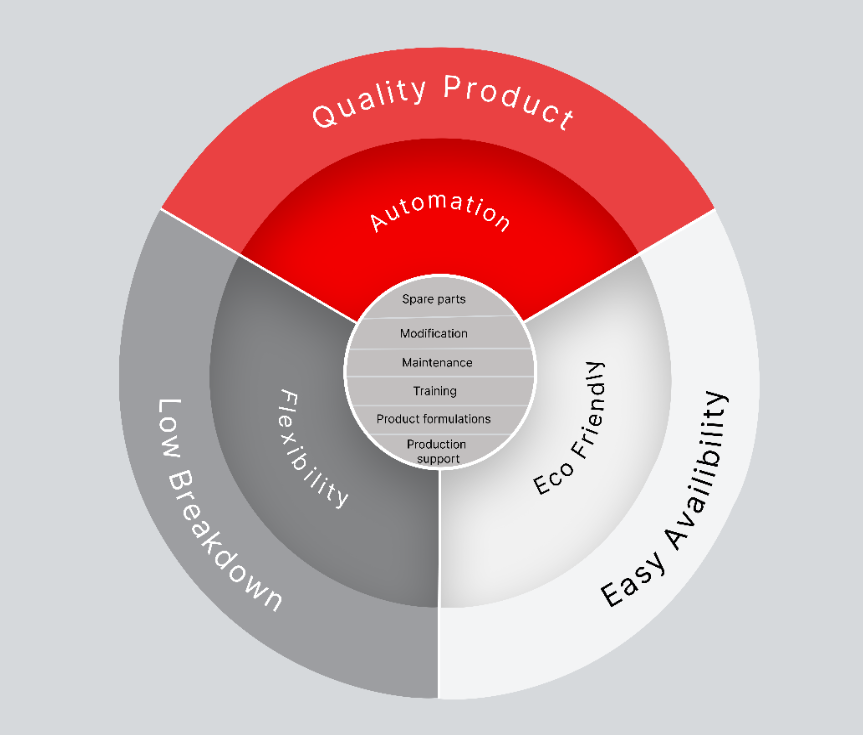 Quality Product
Automation
Spare parts
Modification
Maintenance
Training
Product formulations
Production
support
Flexibility
Eco Friendly
Low Breakdown
Easy Availibility